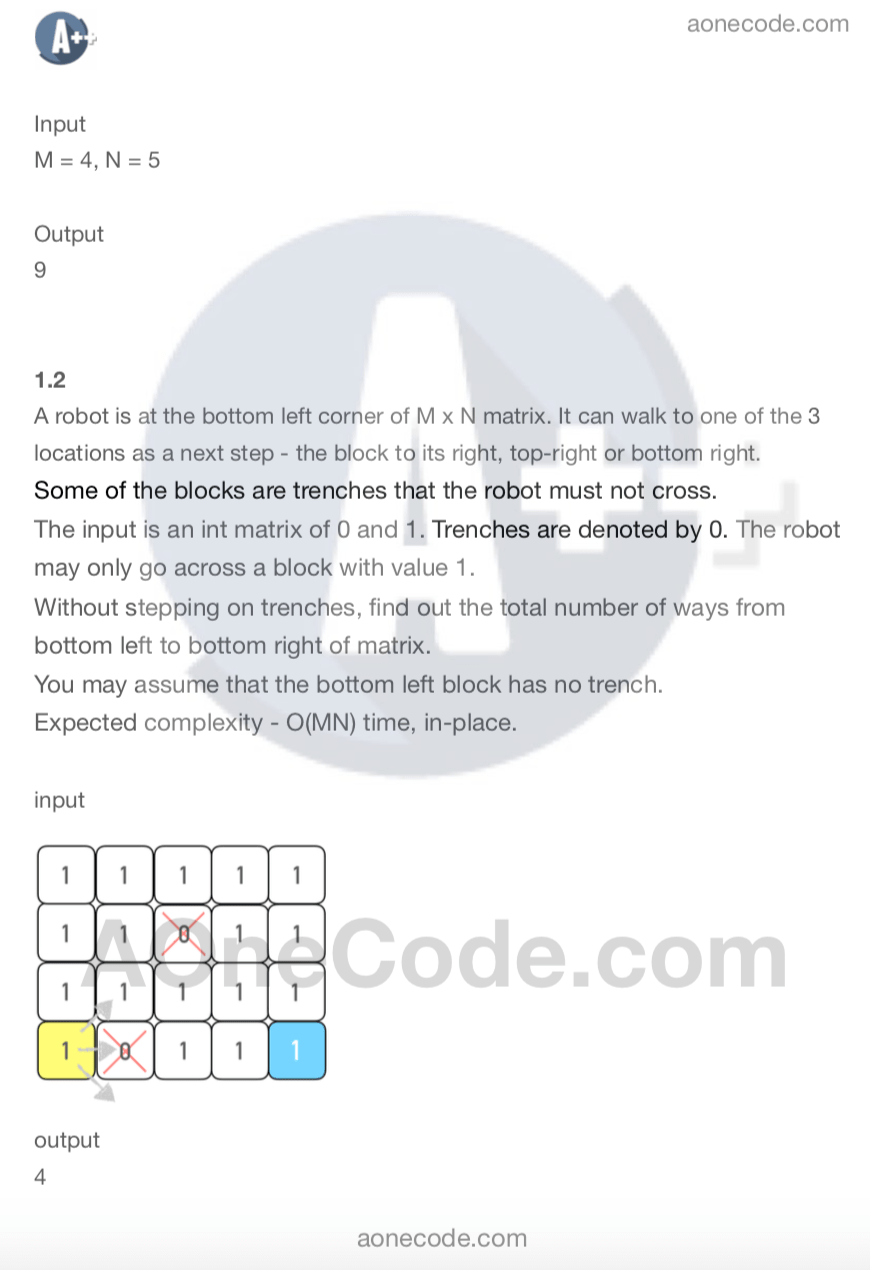 A++
aonecode.com
Input
M = 4, N = 5
Output
9
1.2
A robot is at the bottom left corner of M x N matrix. It can walk to one of the 3
locations as a next step - the block to its right, top-right or bottom right.
Some of the blocks are trenches that the robot must not cross.
The input is an int matrix of 0 and 1. Trenches are denoted by 0. The robot
may only go across a block with value 1.
Without stepping on trenches, find out the total number of ways from
bottom left to bottom right of matrix.
You may assume that the bottom left block has no trench.
Expected complexity - O(MN) time, in-place.
input
1 1 1 1 1
1 1 0 1 1
AOneCode.com
1 1 1 1 1
1 0 1 1 1
output
4
aonecode.com